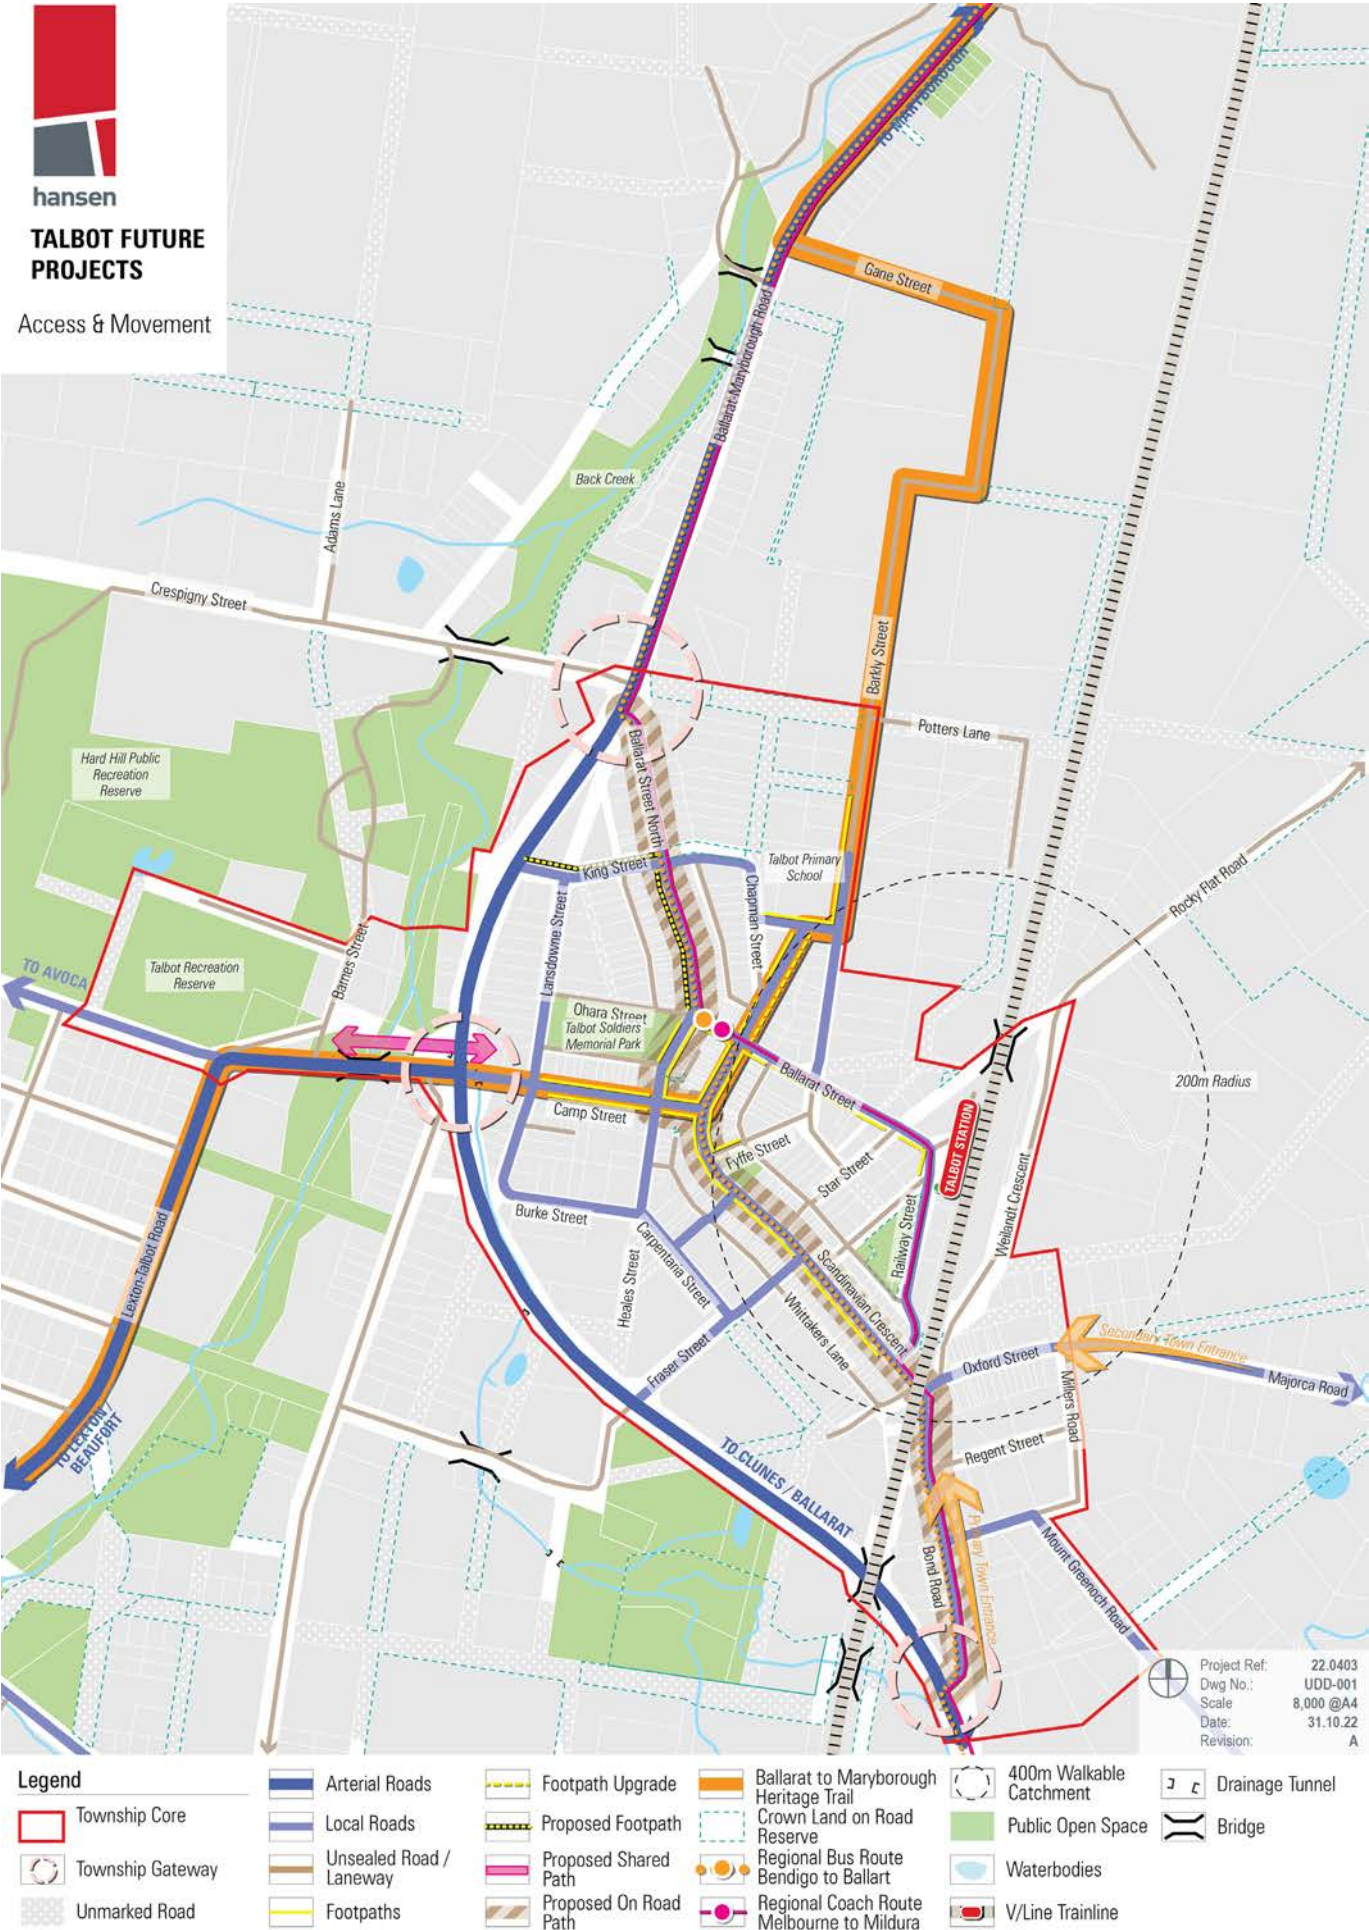 hansen
TALBOT FUTURE
PROJECTS
Access & Movement
TO MARYBOROUGH
Gane Street
Ballarat-Maryborough Road
Back Creek
Adams Lane
Crespigny Street
Barkly Street
Potters Lane
Hard Hill Public
Recreation
Reserve
Ballarat Street North
King Street
Talbot Primary
School
Chapman Street
Rocky Flat Road
Lansdowne Street
Barnes Street
TO AVOCA
Talbot Recreation
Reserve
Ohara Street
Talbot Soldiers
Memorial Park
Ballarat Street
200m Radius
Camp Street
TALBOT STATION
Fyffe Street
Star Street
Weilandt Crescent
Burke Street
Railway Street
Carpentaria Street
Heales Street
Lexton-Talbot Road
Scandinavian Crescent
Whittakers Lane
Fraser Street
Secondary Town Entrance
Oxford Street
Majorca Road
Millers Road
TO LEXTON /
BEAUFORT
TO CLUNES / BALLARAT
Regent Street
Primary Town Entrance
Bond Road
Mount Greenoch Road
Project Ref: 22.0403
Dwg No.: UDD-001
Scale 8,000 @A4
Date: 31.10.22
Revision: A
Legend
Township Core
Township Gateway
Unmarked Road
Arterial Roads
Local Roads
Unsealed Road /
Laneway
Footpaths
Footpath Upgrade
Proposed Footpath
Proposed Shared
Path
Proposed On Road
Path
Ballarat to Maryborough
Heritage Trail
Crown Land on Road
Reserve
Regional Bus Route
Bendigo to Ballart
Regional Coach Route
Melbourne to Mildura
400m Walkable
Catchment
Public Open Space
Waterbodies
V/Line Trainline
Drainage Tunnel
Bridge